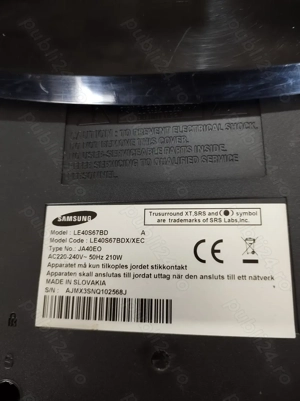 CAUTION : TO PREVENT ELECTRICAL SHOCK,
DO NOT REMOVE THIS COVER.
NO USER-SERVICEABLE PARTS INSIDE.
SERVICING TO QUALIFIED SERVICE
SAMSUNG
Trusurround XT,SRS and (●) symbol
are trademarks of SRS Labs,Inc.
Model : LE40S67BD A
Model Code : LE40S67BDX/XEC
Type No : JA40EO
AC220-240V~ 50Hz 210W
Apparatet må kun tilkoples jordet stikkontakt
Apparaten skall anslutas till jordat uttag när den ansluts till ett nätverk
MADE IN SLOVAKIA
S/N : AJMX3SNQ102568J
CE